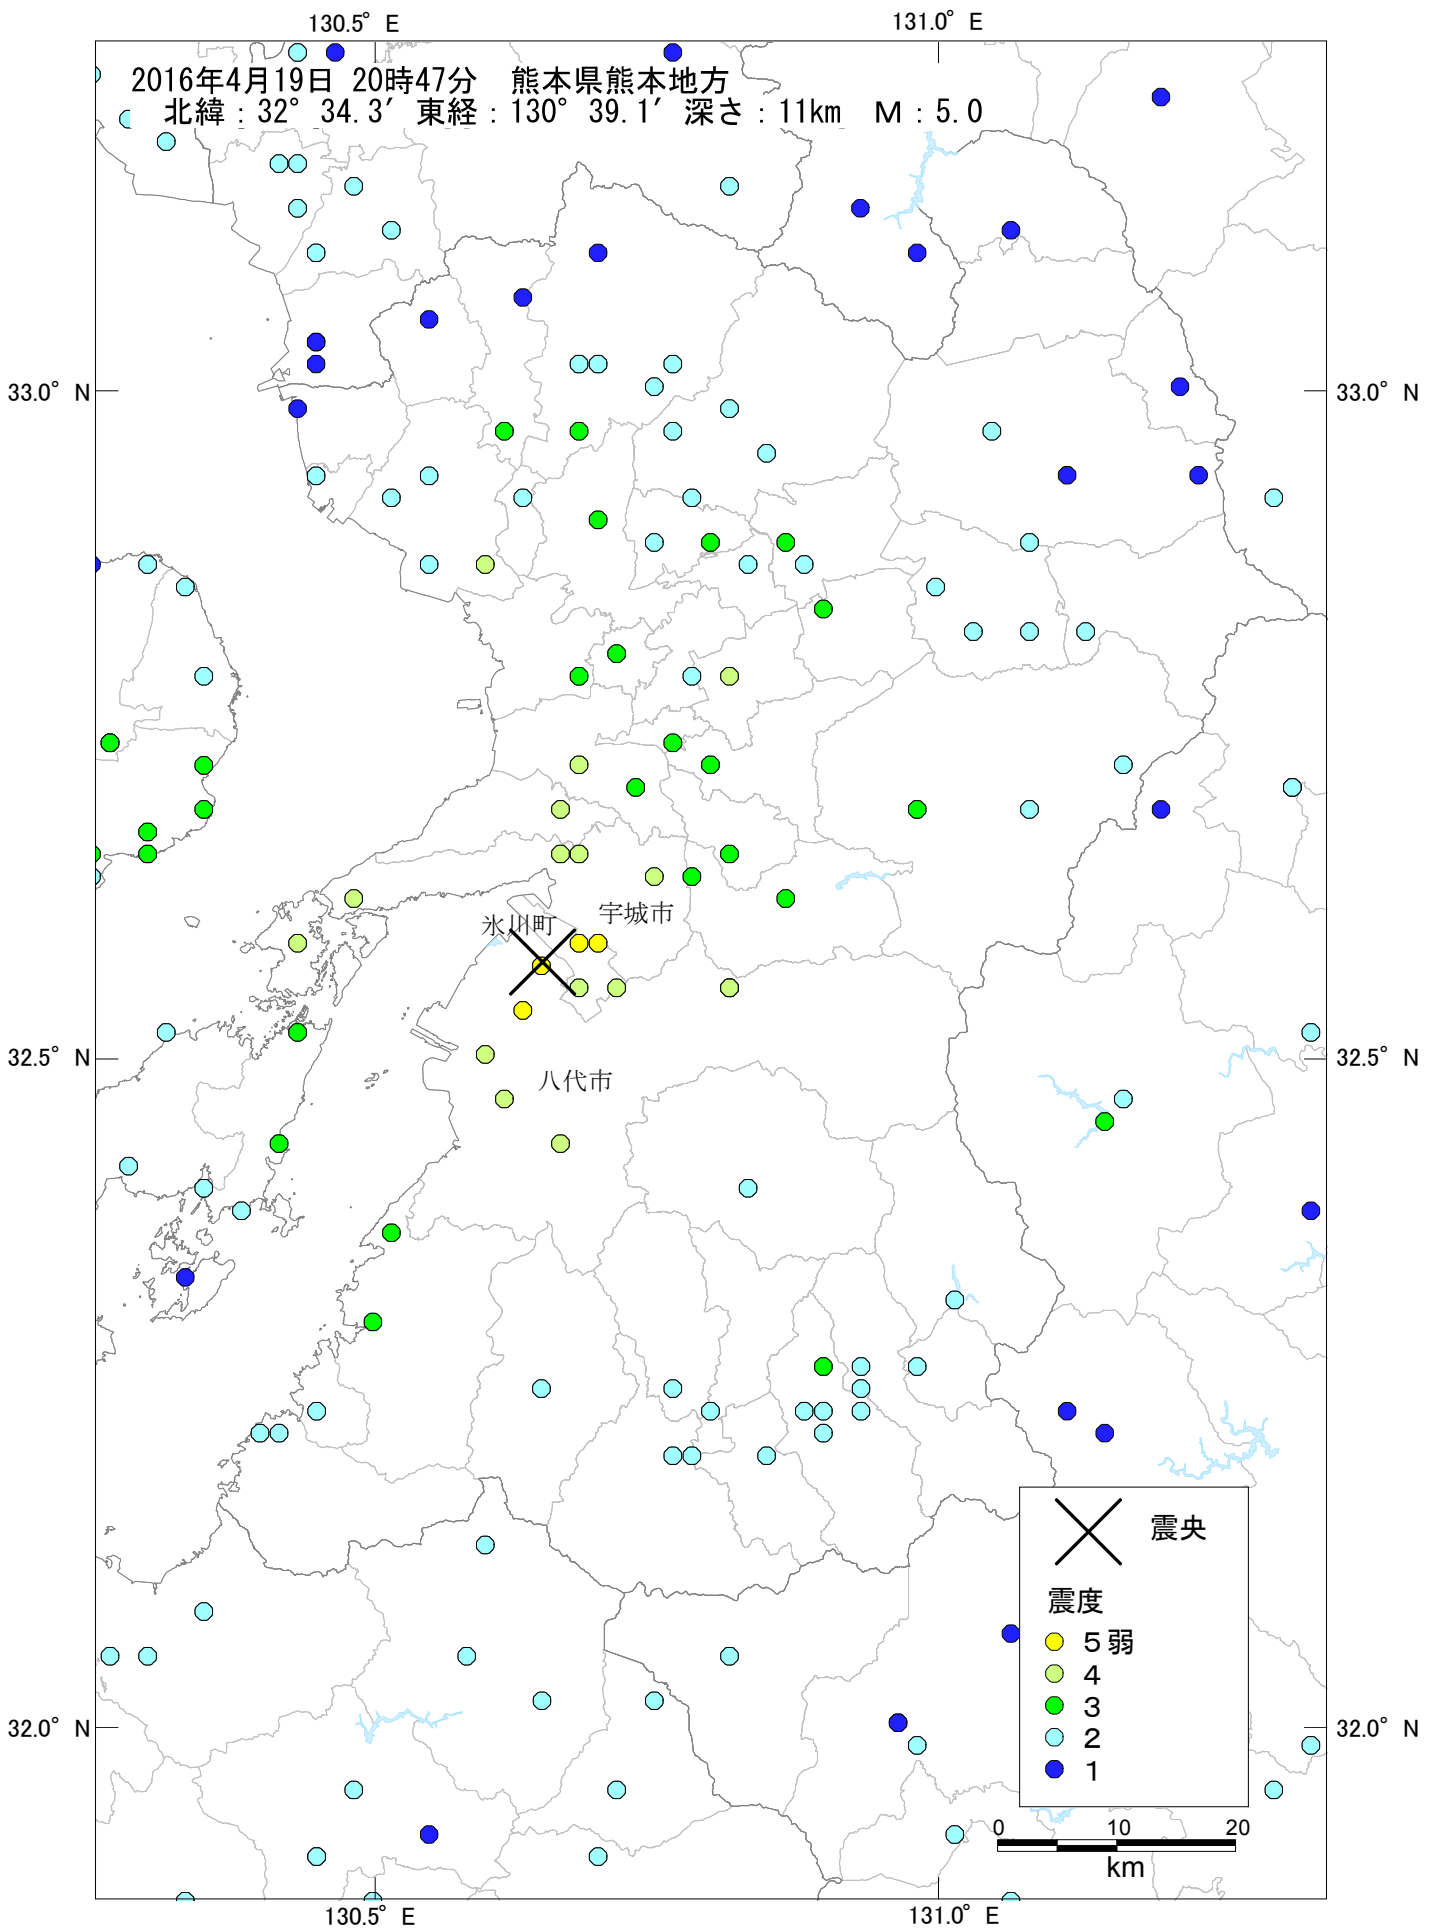 130.5° E
131.0° E
2016年4月19日 20時47分 熊本県熊本地方
北緯：32° 34.3′ 東経：130° 39.1′ 深さ：11km M：5.0
33.0° N
33.0° N
宇城市
氷川町
32.5° N
32.5° N
八代市
震央
震度
５弱
４
３
２
１
32.0° N
32.0° N
0 10 20
km
130.5° E
131.0° E